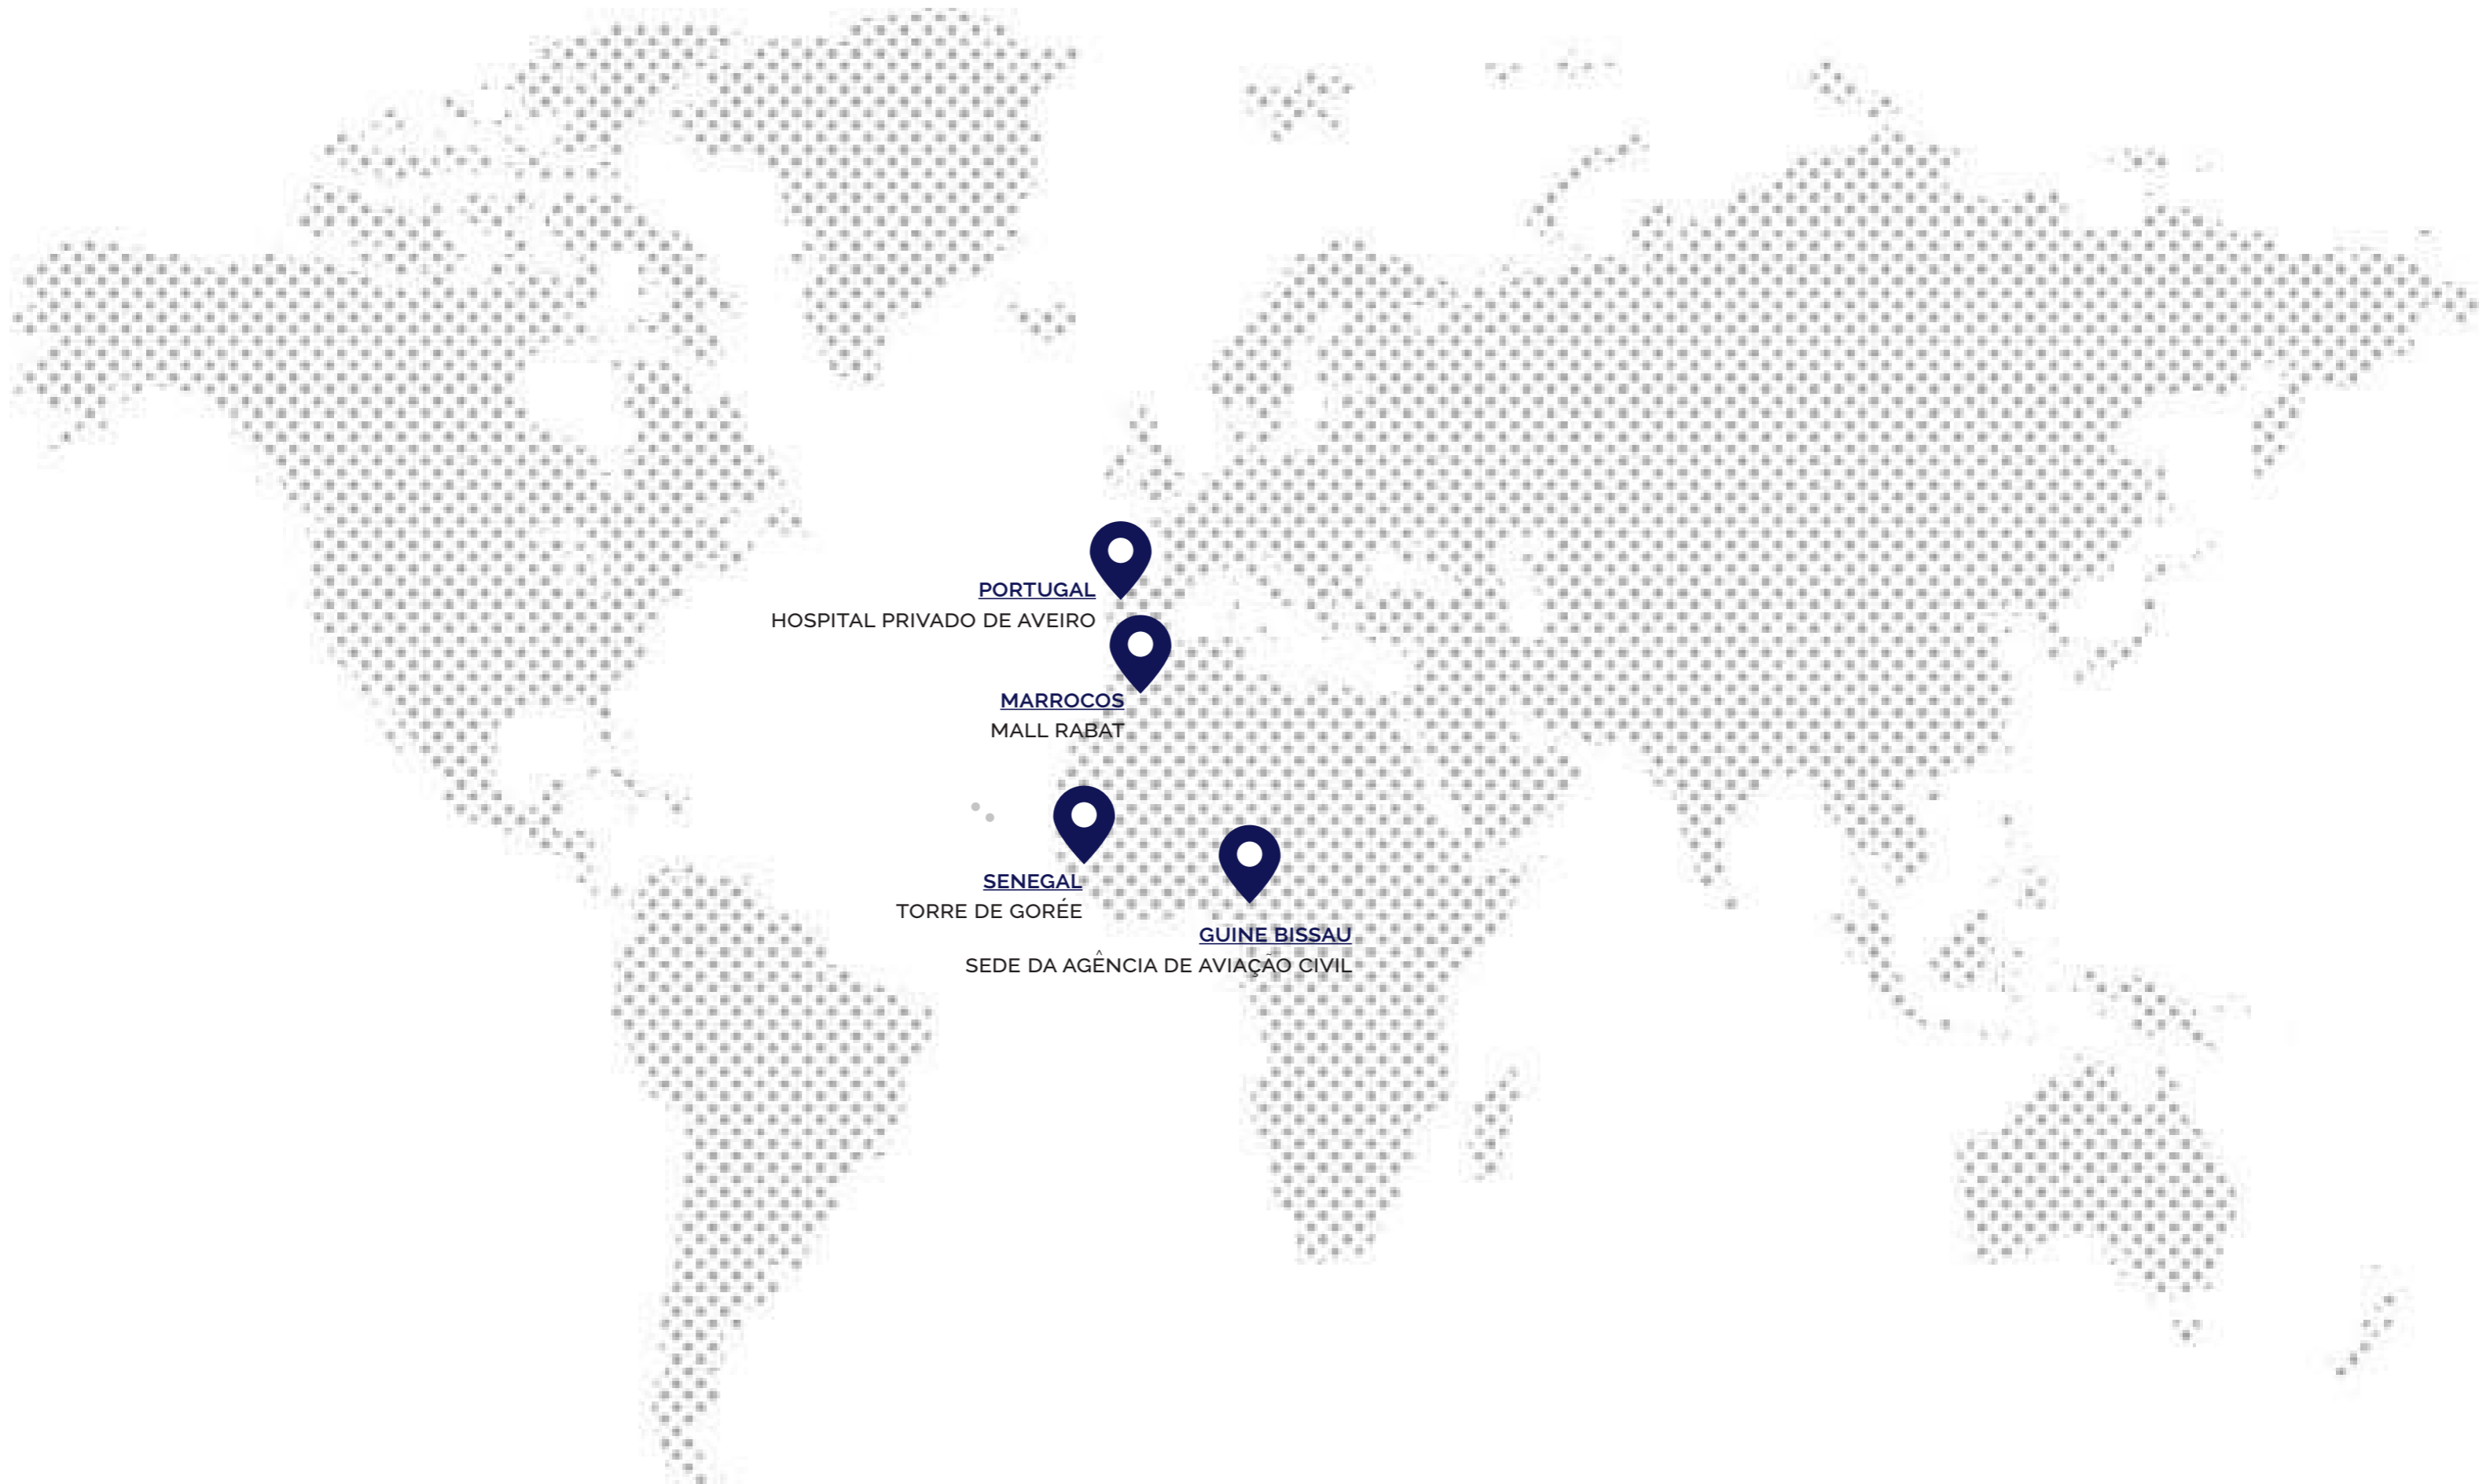 PORTUGAL
HOSPITAL PRIVADO DE AVEIRO
MARROCOS
MALL RABAT
SENEGAL
TORRE DE GORÉE
GUINE BISSAU
SEDE DA AGÊNCIA DE AVIAÇÃO CIVIL